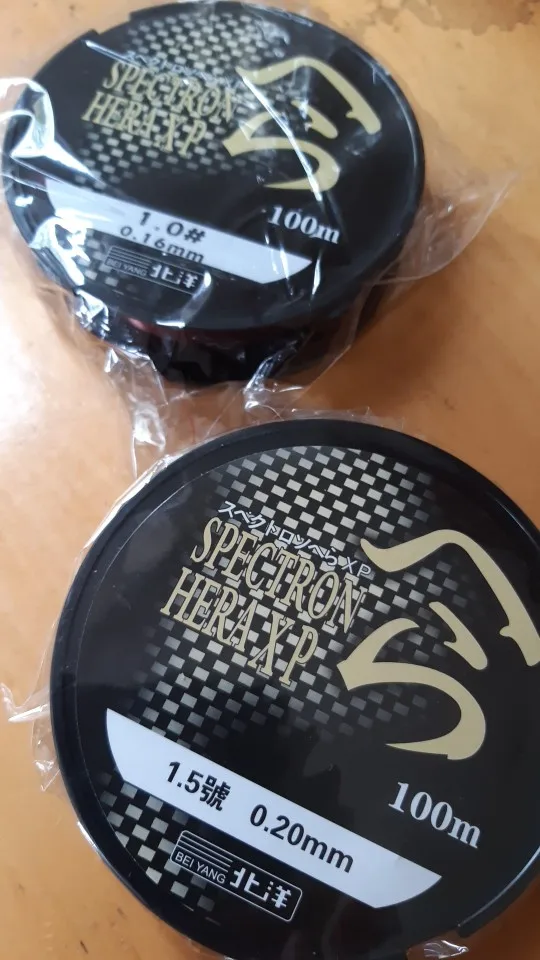 スペクトロンへらXP
SPECTRON
HERA XP
へら
100m
1.0#
0.16mm
BEI YANG 北洋
スペクトロンへらXP
SPECTRON
HERA XP
へら
100m
1.5號 0.20mm
BEI YANG 北洋